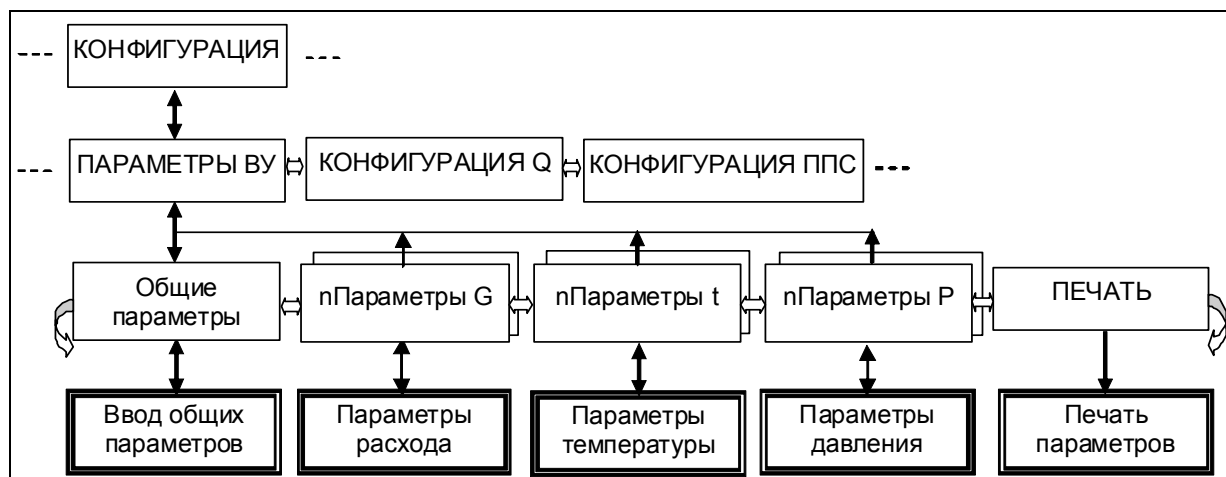 КОНФИГУРАЦИЯ
ПАРАМЕТРЫ ВУ
КОНФИГУРАЦИЯ Q
КОНФИГУРАЦИЯ ППС
Общие
параметры
nПараметры G
nПараметры t
nПараметры P
ПЕЧАТЬ
Ввод общих
параметров
Параметры
расхода
Параметры
температуры
Параметры
давления
Печать
параметров